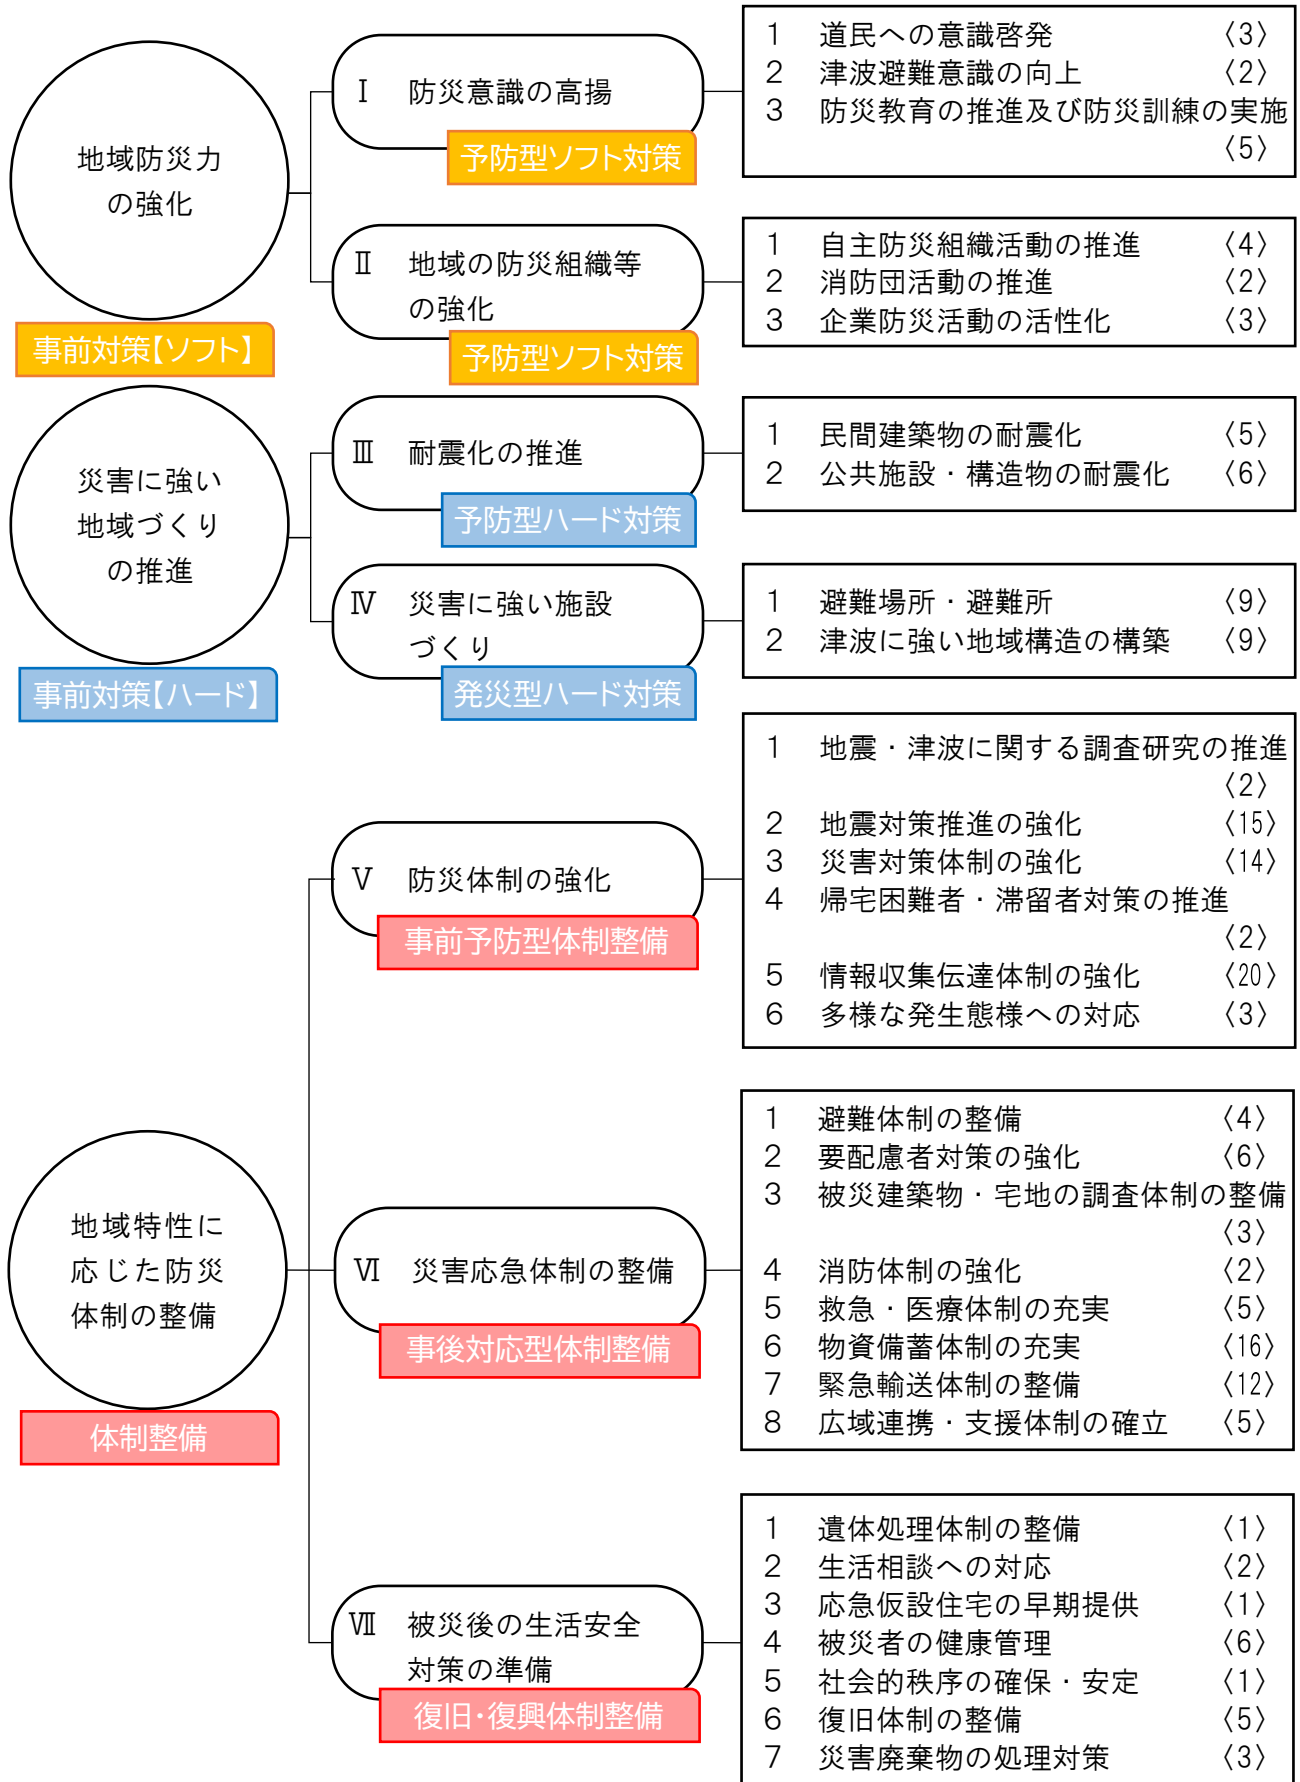 地域防災力
の強化
事前対策【ソフト】
Ⅰ 防災意識の高揚
予防型ソフト対策
1 道民への意識啓発 〈3〉
2 津波避難意識の向上 〈2〉
3 防災教育の推進及び防災訓練の実施
〈5〉
Ⅱ 地域の防災組織等
の強化
予防型ソフト対策
1 自主防災組織活動の推進 〈4〉
2 消防団活動の推進 〈2〉
3 企業防災活動の活性化 〈3〉
災害に強い
地域づくり
の推進
事前対策【ハード】
Ⅲ 耐震化の推進
予防型ハード対策
1 民間建築物の耐震化 〈5〉
2 公共施設・構造物の耐震化 〈6〉
Ⅳ 災害に強い施設
づくり
発災型ハード対策
1 避難場所・避難所 〈9〉
2 津波に強い地域構造の構築 〈9〉
地域特性に
応じた防災
体制の整備
体制整備
Ⅴ 防災体制の強化
事前予防型体制整備
1 地震・津波に関する調査研究の推進
〈2〉
2 地震対策推進の強化 〈15〉
3 災害対策体制の強化 〈14〉
4 帰宅困難者・滞留者対策の推進
〈2〉
5 情報収集伝達体制の強化 〈20〉
6 多様な発生態様への対応 〈3〉
Ⅵ 災害応急体制の整備
事後対応型体制整備
1 避難体制の整備 〈4〉
2 要配慮者対策の強化 〈6〉
3 被災建築物・宅地の調査体制の整備
〈3〉
4 消防体制の強化 〈2〉
5 救急・医療体制の充実 〈5〉
6 物資備蓄体制の充実 〈16〉
7 緊急輸送体制の整備 〈12〉
8 広域連携・支援体制の確立 〈5〉
Ⅶ 被災後の生活安全
対策の準備
復旧・復興体制整備
1 遺体処理体制の整備 〈1〉
2 生活相談への対応 〈2〉
3 応急仮設住宅の早期提供 〈1〉
4 被災者の健康管理 〈6〉
5 社会的秩序の確保・安定 〈1〉
6 復旧体制の整備 〈5〉
7 災害廃棄物の処理対策 〈3〉